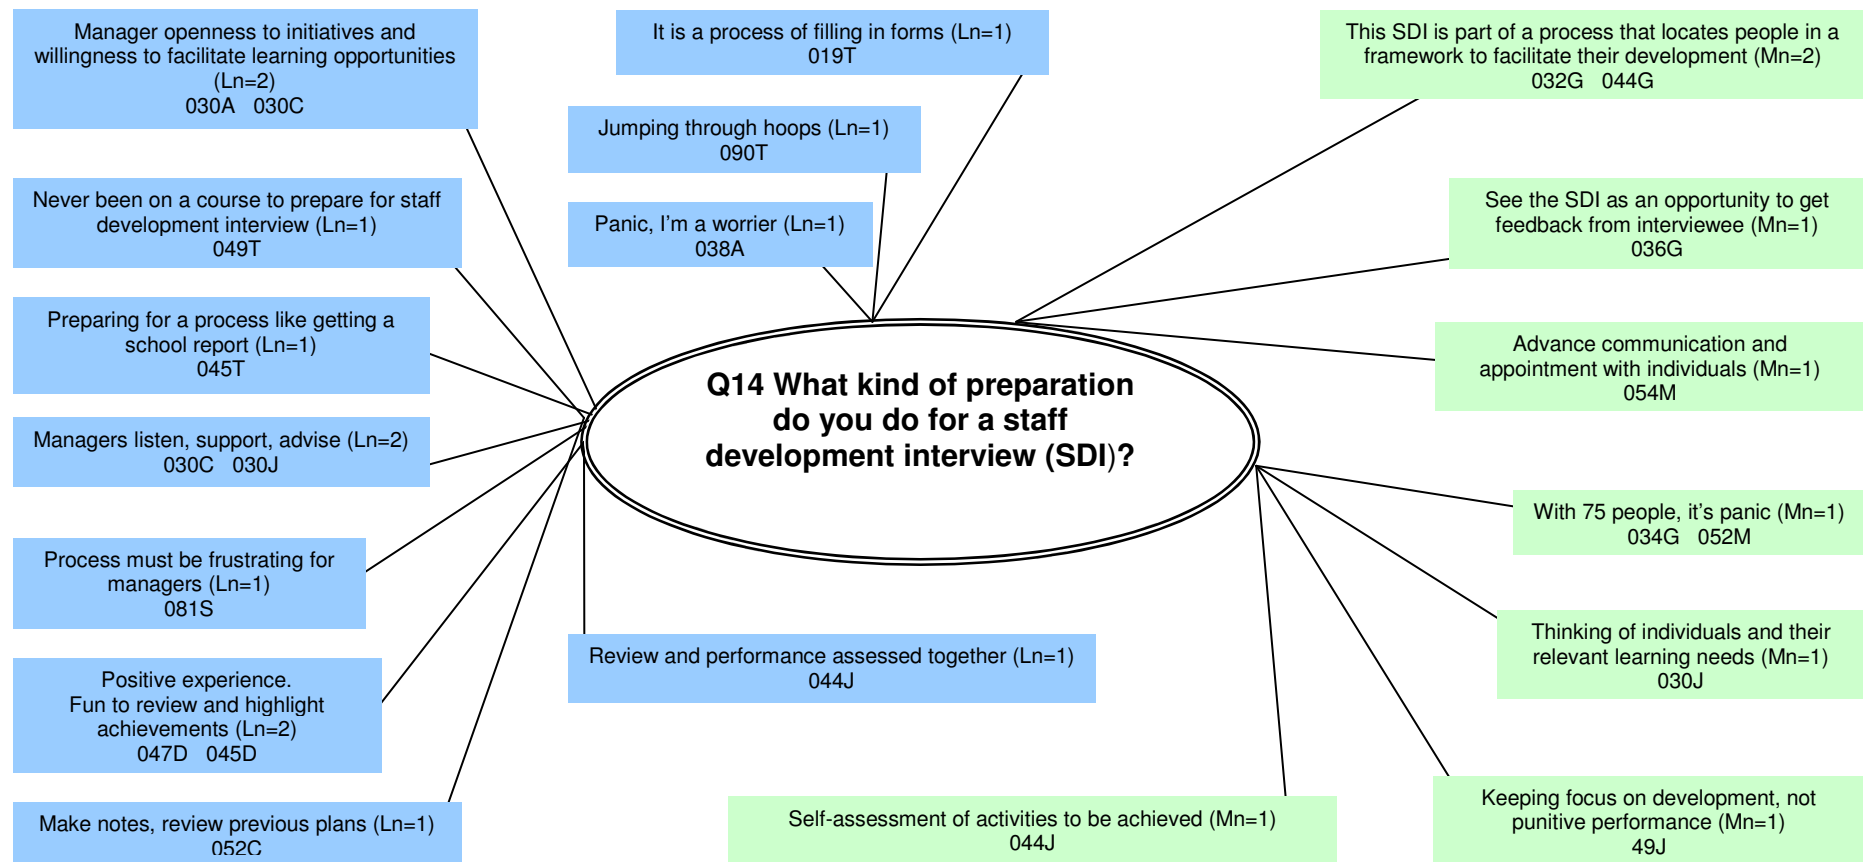 Manager openness to initiatives and
willingness to facilitate learning opportunities
(Ln=2)
030A 030C
Never been on a course to prepare for staff
development interview (Ln=1)
049T
Preparing for a process like getting a
school report (Ln=1)
045T
Managers listen, support, advise (Ln=2)
030C 030J
Process must be frustrating for
managers (Ln=1)
081S
Positive experience.
Fun to review and highlight
achievements (Ln=2)
047D 045D
Make notes, review previous plans (Ln=1)
052C
It is a process of filling in forms (Ln=1)
019T
Jumping through hoops (Ln=1)
090T
Panic, I'm a worrier (Ln=1)
038A
Q14 What kind of preparation
do you do for a staff
development interview (SDI)?
Review and performance assessed together (Ln=1)
044J
Self-assessment of activities to be achieved (Mn=1)
044J
This SDI is part of a process that locates people in a
framework to facilitate their development (Mn=2)
032G 044G
See the SDI as an opportunity to get
feedback from interviewee (Mn=1)
036G
Advance communication and
appointment with individuals (Mn=1)
054M
With 75 people, it's panic (Mn=1)
034G 052M
Thinking of individuals and their
relevant learning needs (Mn=1)
030J
Keeping focus on development, not
punitive performance (Mn=1)
49J